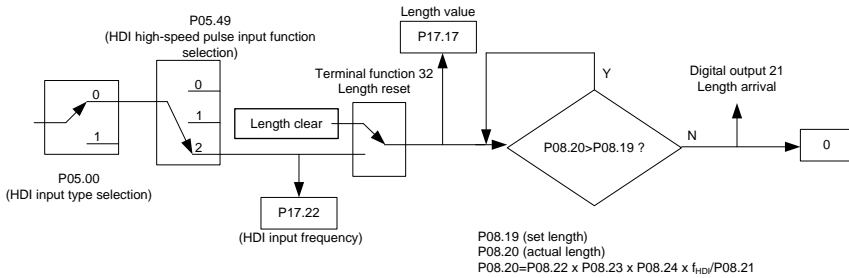 P05.49
(HDI high-speed pulse input function
selection)
Length value
P17.17
Terminal function 32
Length reset
Digital output 21
Length arrival
0
1
0
1
2
Length clear
Y
P08.20>P08.19 ?
N
0
P05.00
(HDI input type selection)
P17.22
(HDI input frequency)
P08.19 (set length)
P08.20 (actual length)
P08.20=P08.22 x P08.23 x P08.24 x fHDI/P08.21